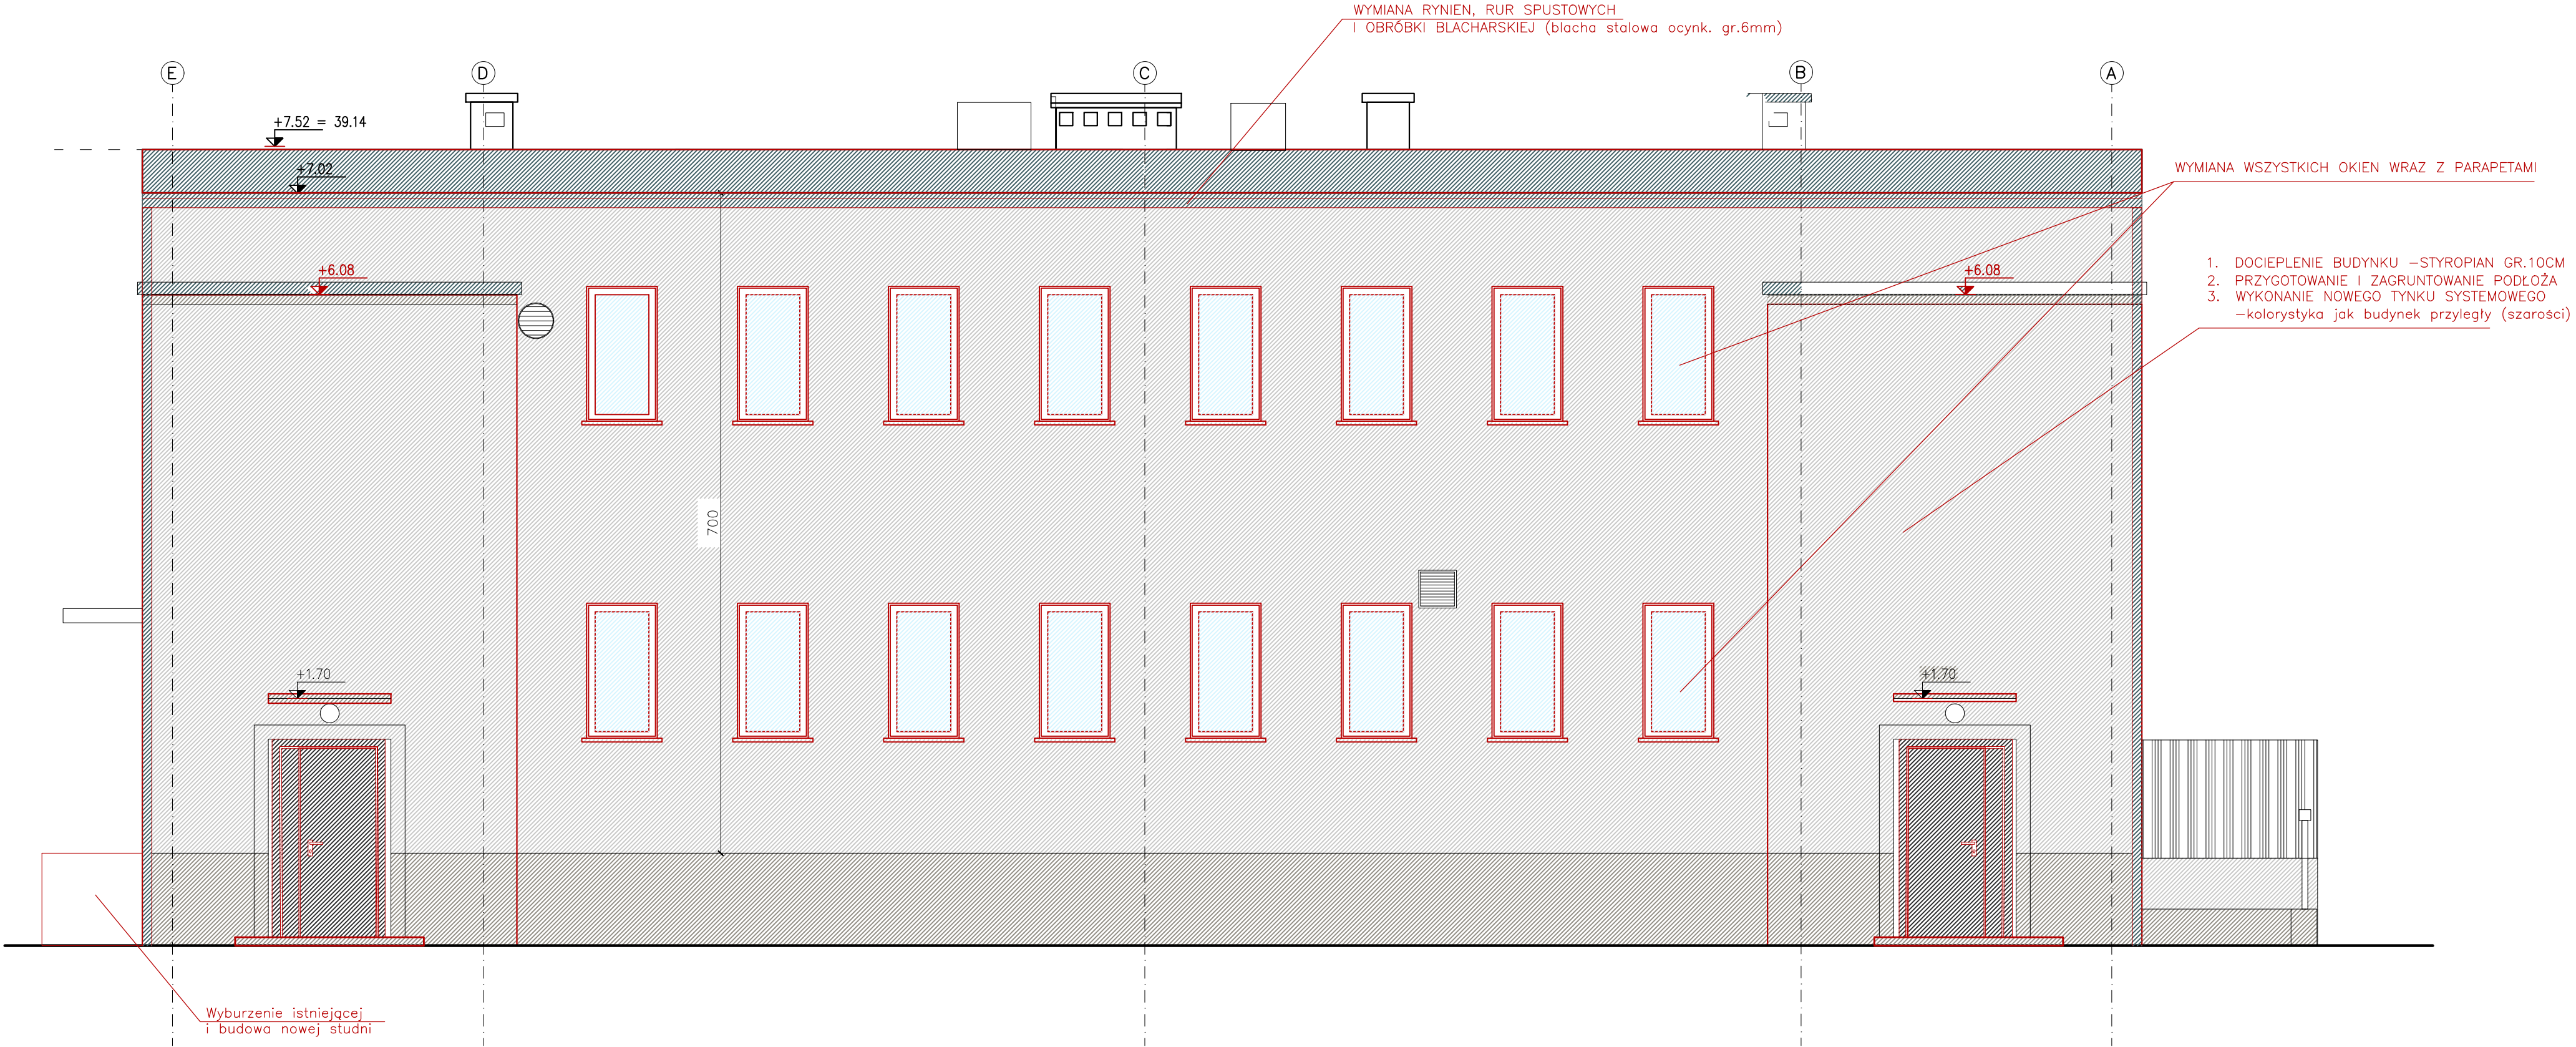 WYMIANA RYNIEN, RUR SPUSTOWYCH
I OBRÓBKI BLACHARSKIEJ (blacha stalowa ocynk. gr.6mm)
E
D
C
B
A
+7.52 = 39.14
+7.02
WYMIANA WSZYSTKICH OKIEN WRAZ Z PARAPETAMI
+6.08
+6.08
1. DOCIEPLENIE BUDYNKU –STYROPIAN GR.10CM
2. PRZYGOTOWANIE I ZAGRUNTOWANIE PODŁOŻA
3. WYKONANIE NOWEGO TYNKU SYSTEMOWEGO
–kolorystyka jak budynek przyległy (szarości)
700
+1.70
+1.70
Wyburzenie istniejącej
i budowa nowej studni